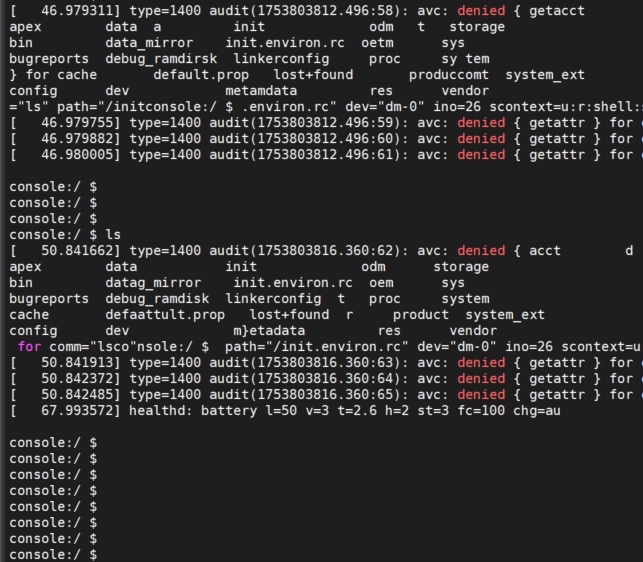 [   46.979311] type=1400 audit(1753803812.496:58): avc: denied { getacct
apex        data  a         init             odm   t   storage
bin         data_mirror   init.environ.rc  oetm      sys
bugreports  debug_ramdirsk  linkerconfig     proc      sy tem
} for cache       default.prop   lost+found       produccomt  system_ext
config      dev            metamdata         res      vendor
="ls" path="/initconsole:/ $ .environ.rc" dev="dm-0" ino=26 scontext=u:r:shell:
[   46.979755] type=1400 audit(1753803812.496:59): avc: denied { getattr } for
[   46.979882] type=1400 audit(1753803812.496:60): avc: denied { getattr } for
[   46.980005] type=1400 audit(1753803812.496:61): avc: denied { getattr } for
console:/ $
console:/ $
console:/ $
console:/ $ ls
[   50.841662] type=1400 audit(1753803816.360:62): avc: denied { acct        d
apex        data           init             odm      storage
bin         datag_mirror   init.environ.rc  oem      sys
bugreports  debug_ramdisk  linkerconfig  t   proc     system
cache       defaattult.prop   lost+found  r     product  system_ext
config      dev             m}etadata        res      vendor
for comm="lsco"nsole:/ $  path="/init.environ.rc" dev="dm-0" ino=26 scontext=u
[   50.841913] type=1400 audit(1753803816.360:63): avc: denied { getattr } for
[   50.842372] type=1400 audit(1753803816.360:64): avc: denied { getattr } for
[   50.842485] type=1400 audit(1753803816.360:65): avc: denied { getattr } for
[   67.993572] healthd: battery l=50 v=3 t=2.6 h=2 st=3 fc=100 chg=au
console:/ $
console:/ $
console:/ $
console:/ $
console:/ $
console:/ $
console:/ $
console:/ $